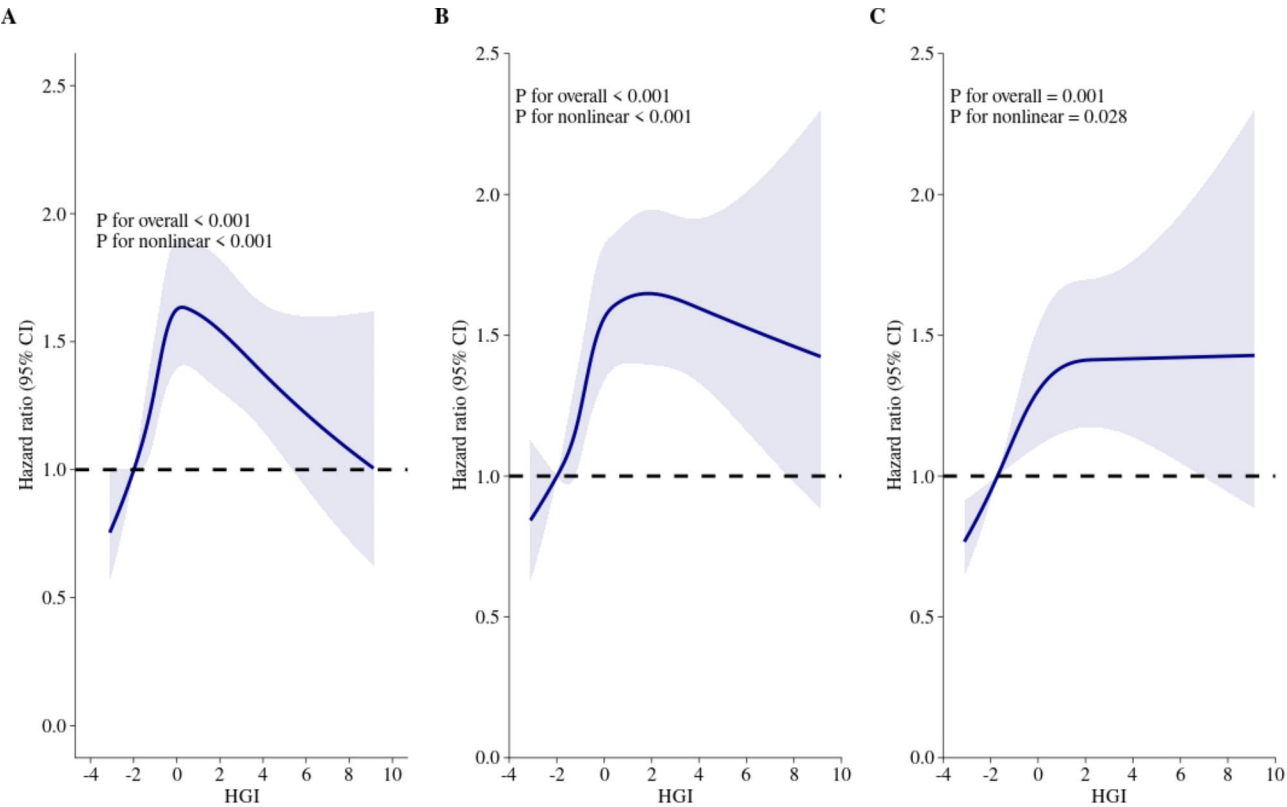 A
2.5
2.0
1.5
1.0
0.5
0.0
P for overall < 0.001
P for nonlinear < 0.001
Hazard ratio (95% CI)
-4 -2 0 2 4 6 8 10
HGI
B
2.5
2.0
1.5
1.0
0.5
0.0
P for overall < 0.001
P for nonlinear < 0.001
Hazard ratio (95% CI)
-4 -2 0 2 4 6 8 10
HGI
C
2.5
2.0
1.5
1.0
0.5
0.0
P for overall = 0.001
P for nonlinear = 0.028
Hazard ratio (95% CI)
-4 -2 0 2 4 6 8 10
HGI